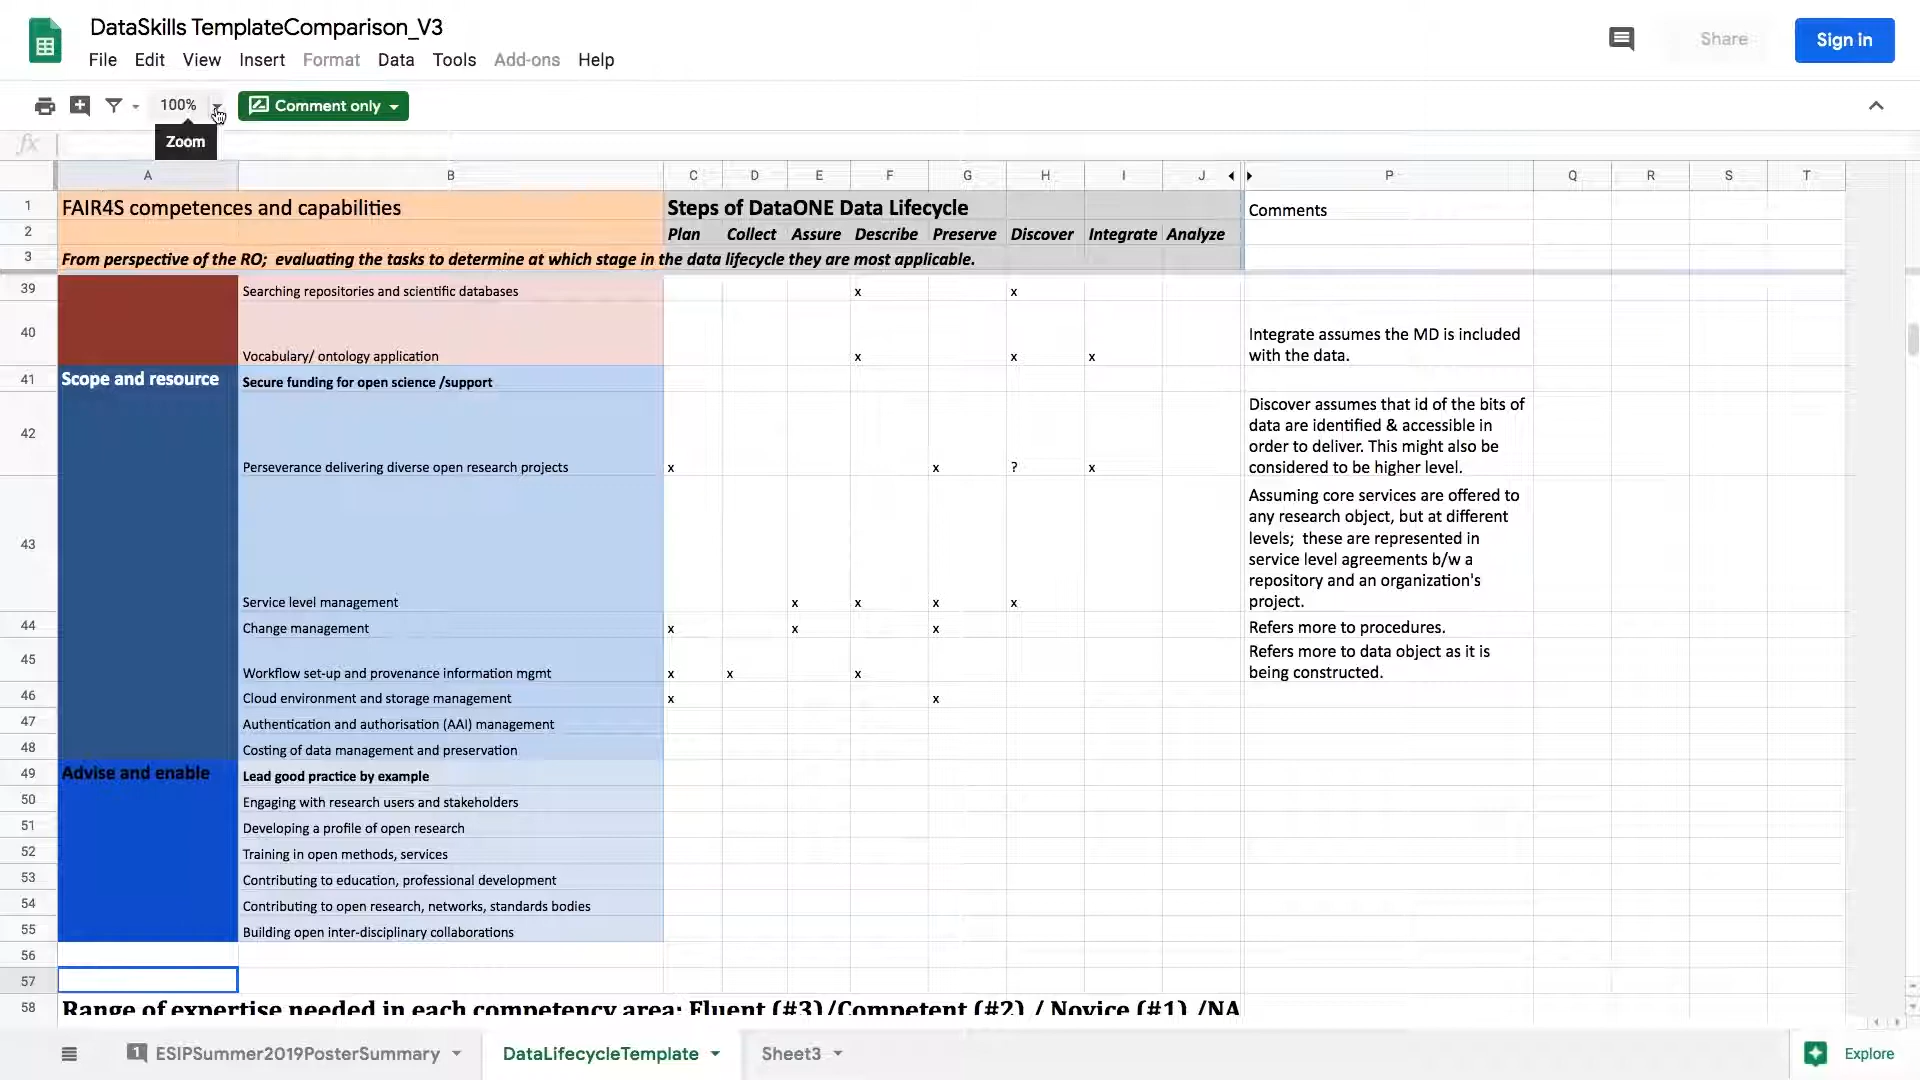 DataSkills TemplateComparison_V3
File Edit View Insert Format Data Tools Add-ons Help
Share
Sign in
100%
Comment only
Zoom
fx
A B C D E F G H I J P Q R S T
1 FAIR4S competences and capabilities Steps of DataONE Data Lifecycle Comments
2 Plan Collect Assure Describe Preserve Discover Integrate Analyze
3 From perspective of the RO; evaluating the tasks to determine at which stage in the data lifecycle they are most applicable.
39 Searching repositories and scientific databases x x
Integrate assumes the MD is included
40 Vocabulary/ ontology application x x x with the data.
41 Scope and resource Secure funding for open science /support
Discover assumes that id of the bits of
data are identified & accessible in
order to deliver. This might also be
42 Perseverance delivering diverse open research projects x x ? x considered to be higher level.
Assuming core services are offered to
any research object, but at different
levels; these are represented in
service level agreements b/w a
repository and an organization's
43 Service level management x x x x project.
44 Change management x x x Refers more to procedures.
Refers more to data object as it is
45 Workflow set-up and provenance information mgmt x x x being constructed.
46 Cloud environment and storage management x x
47 Authentication and authorisation (AAI) management
48 Costing of data management and preservation
49 Advise and enable Lead good practice by example
50 Engaging with research users and stakeholders
51 Developing a profile of open research
52 Training in open methods, services
53 Contributing to education, professional development
54 Contributing to open research, networks, standards bodies
55 Building open inter-disciplinary collaborations
56
57
58 Range of expertise needed in each competency area: Fluent (#3)/Competent (#2) / Novice (#1) /NA
1 ESIPSummer2019PosterSummary DataLifecycleTemplate Sheet3 Explore